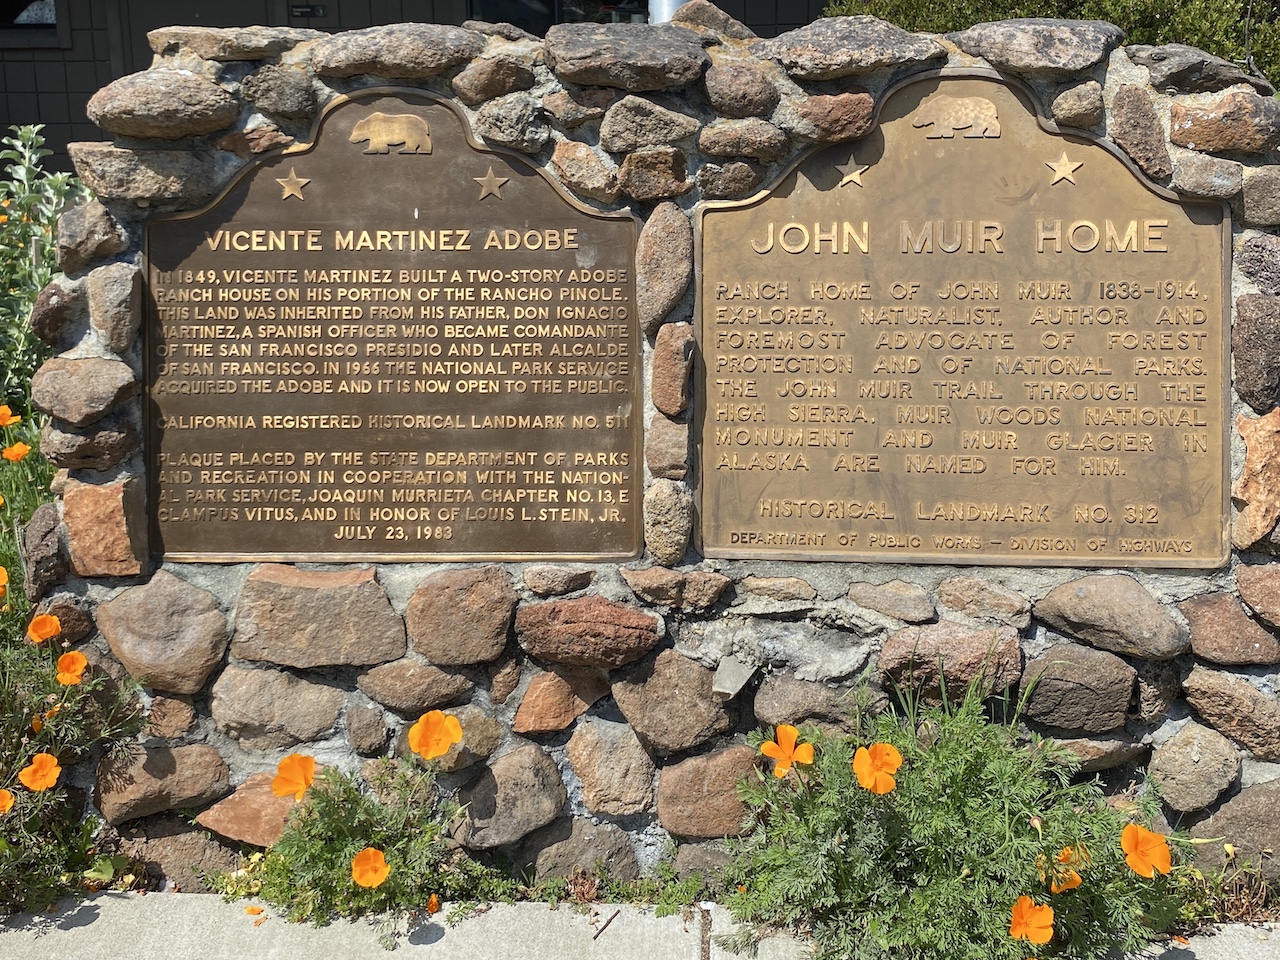 VICENTE MARTINEZ ADOBE
IN 1849, VICENTE MARTINEZ BUILT A TWO-STORY ADOBE
RANCH HOUSE ON HIS PORTION OF THE RANCHO PINOLE.
THIS LAND WAS INHERITED FROM HIS FATHER, DON IGNACIO
MARTINEZ, A SPANISH OFFICER WHO BECAME COMANDANTE
OF THE SAN FRANCISCO PRESIDIO AND LATER ALCALDE
OF SAN FRANCISCO. IN 1966 THE NATIONAL PARK SERVICE
ACQUIRED THE ADOBE AND IT IS NOW OPEN TO THE PUBLIC.
CALIFORNIA REGISTERED HISTORICAL LANDMARK NO. 511
PLAQUE PLACED BY THE STATE DEPARTMENT OF PARKS
AND RECREATION IN COOPERATION WITH THE NATION-
AL PARK SERVICE, JOAQUIN MURRIETA CHAPTER NO. 13, E
CLAMPUS VITUS, AND IN HONOR OF LOUIS L. STEIN, JR.
JULY 23, 1983
JOHN MUIR HOME
RANCH HOME OF JOHN MUIR 1838-1914,
EXPLORER, NATURALIST, AUTHOR AND
FOREMOST ADVOCATE OF FOREST
PROTECTION AND OF NATIONAL PARKS.
THE JOHN MUIR TRAIL THROUGH THE
HIGH SIERRA, MUIR WOODS NATIONAL
MONUMENT AND MUIR GLACIER IN
ALASKA ARE NAMED FOR HIM.
HISTORICAL LANDMARK NO. 312
DEPARTMENT OF PUBLIC WORKS — DIVISION OF HIGHWAYS